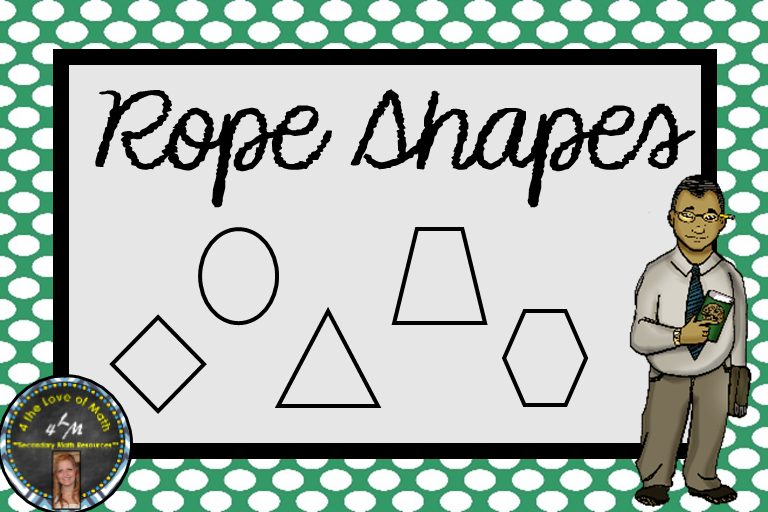 Rope Shapes
4 the Love of Math
4LM
"Secondary Math Resources"